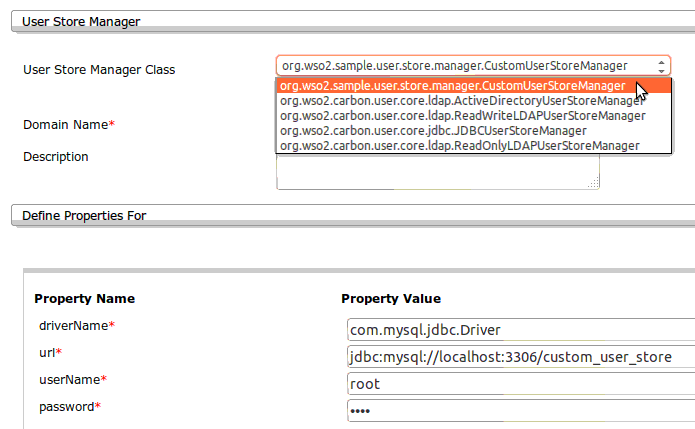 User Store Manager
User Store Manager Class
org.wso2.sample.user.store.manager.CustomUserStoreManager
org.wso2.sample.user.store.manager.CustomUserStoreManager
org.wso2.carbon.user.core.ldap.ActiveDirectoryUserStoreManager
org.wso2.carbon.user.core.ldap.ReadWriteLDAPUserStoreManager
Domain Name*
org.wso2.carbon.user.core.jdbc.JDBCUserStoreManager
org.wso2.carbon.user.core.ldap.ReadOnlyLDAPUserStoreManager
Description
Define Properties For
Property Name Property Value
driverName* com.mysql.jdbc.Driver
url* jdbc:mysql://localhost:3306/custom_user_store
userName* root
password* ••••